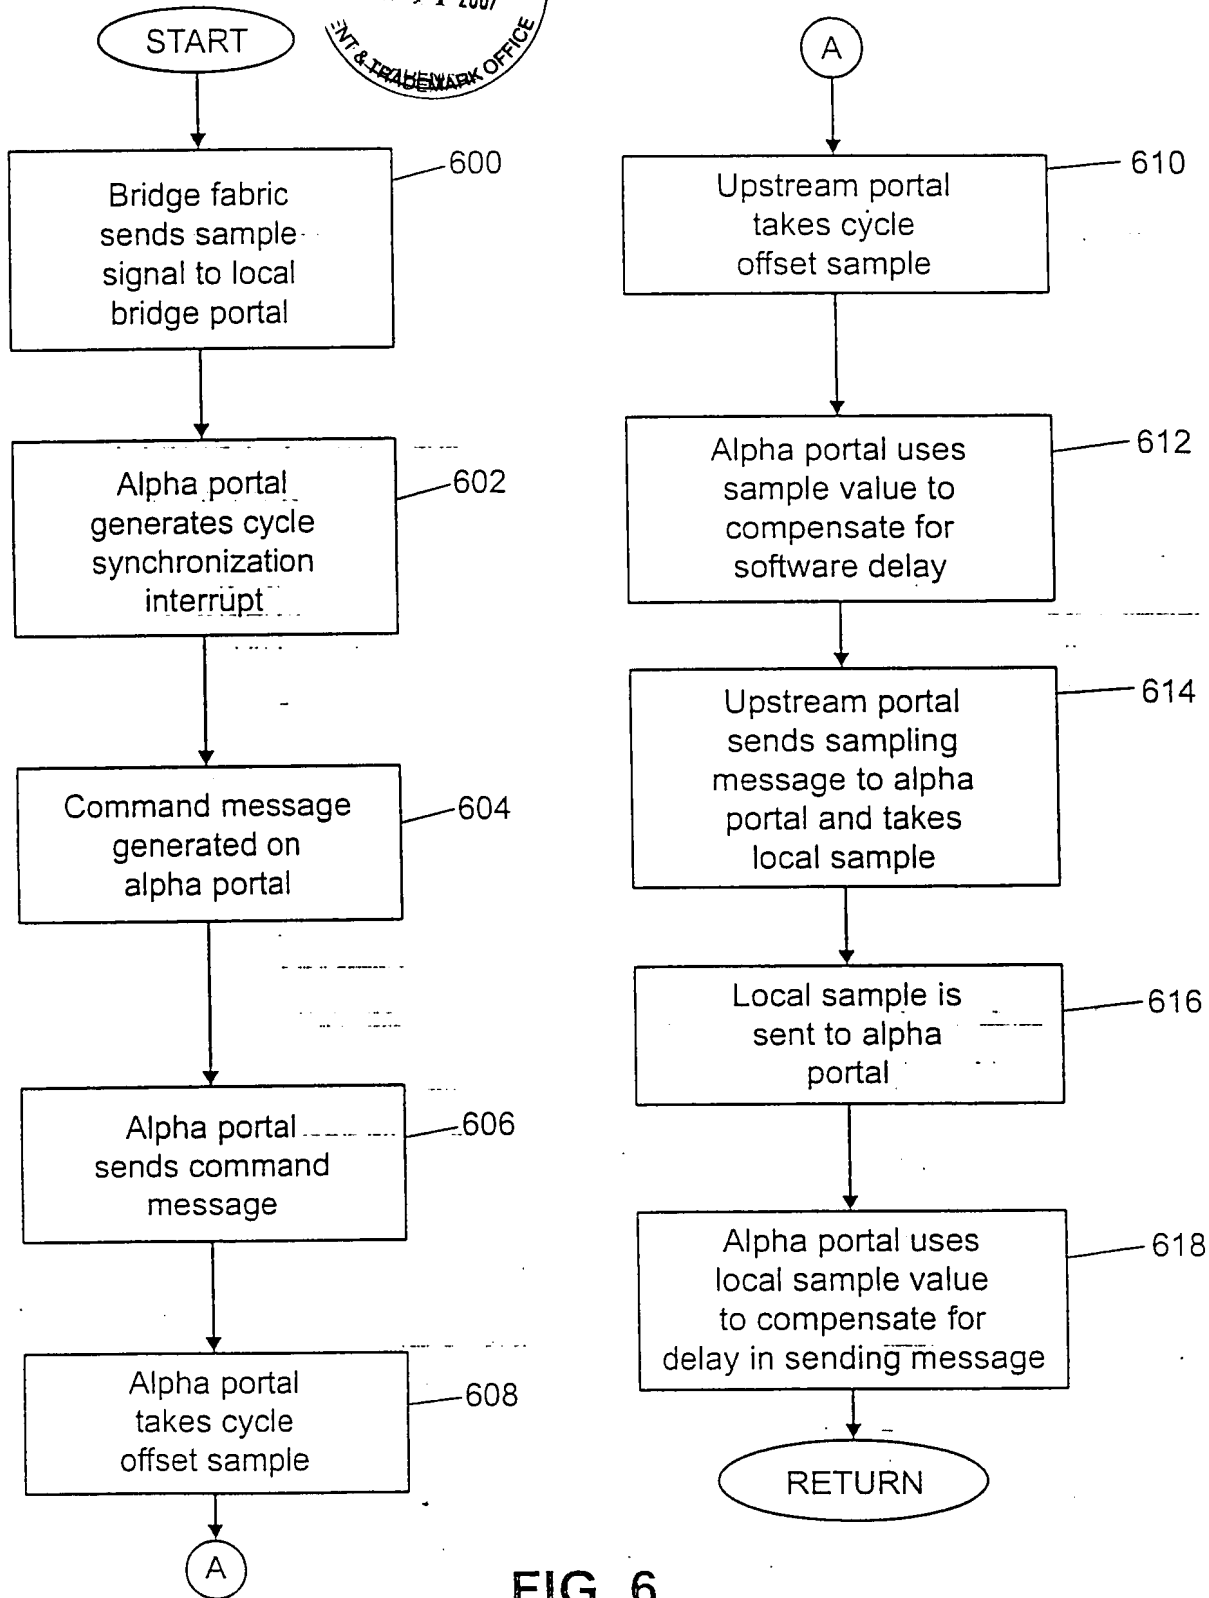 2007
ENT & TRADEMARK OFFICE
START
600
Bridge fabric
sends sample
signal to local
bridge portal
602
Alpha portal
generates cycle
synchronization
interrupt
604
Command message
generated on
alpha portal
606
Alpha portal
sends command
message
608
Alpha portal
takes cycle
offset sample
A
A
610
Upstream portal
takes cycle
offset sample
612
Alpha portal uses
sample value to
compensate for
software delay
614
Upstream portal
sends sampling
message to alpha
portal and takes
local sample
616
Local sample is
sent to alpha
portal
618
Alpha portal uses
local sample value
to compensate for
delay in sending message
RETURN
FIG. 6